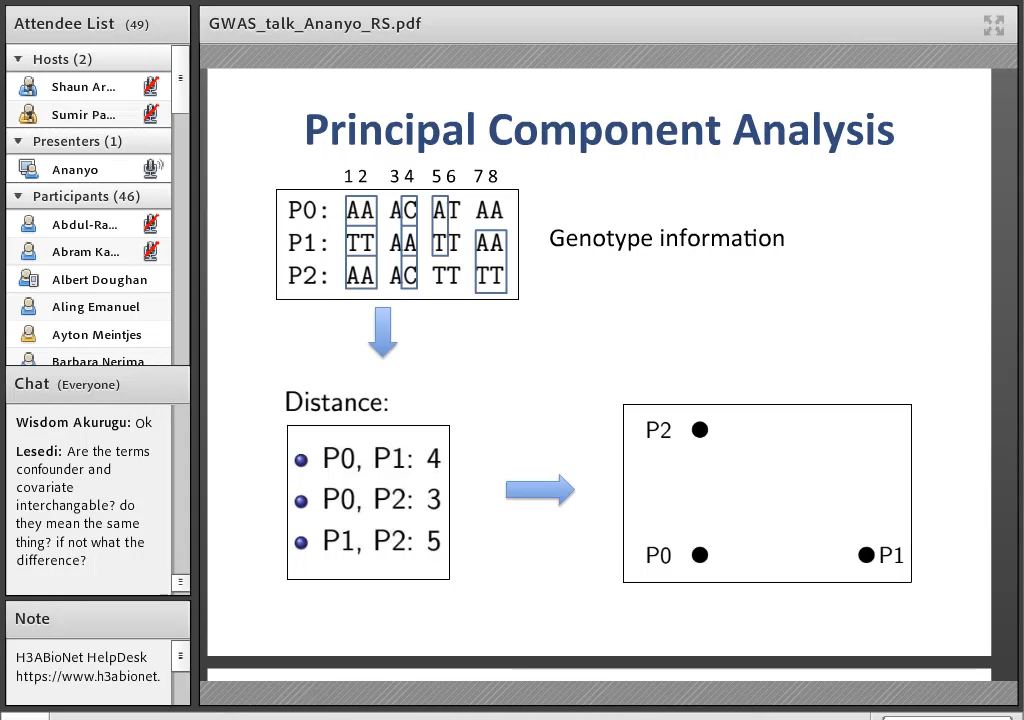 Attendee List (49)
Hosts (2)
Shaun Ar...
Sumir Pa...
Presenters (1)
Ananyo
Participants (46)
Abdul-Ra...
Abram Ka...
Albert Doughan
Aling Emanuel
Ayton Meintjes
Barbara Nerima
Chat (Everyone)
Wisdom Akurugu: Ok
Lesedi: Are the terms
confounder and
covariate
interchangable? do
they mean the same
thing? if not what the
difference?
Note
H3ABioNet HelpDesk
https://www.h3abionet.
GWAS_talk_Ananyo_RS.pdf
Principal Component Analysis
1 2 3 4 5 6 7 8
P0: AA AC AT AA
P1: TT AA TT AA
P2: AA AC TT TT
Genotype information
Distance:
P0, P1: 4
P0, P2: 3
P1, P2: 5
P2
P0
P1